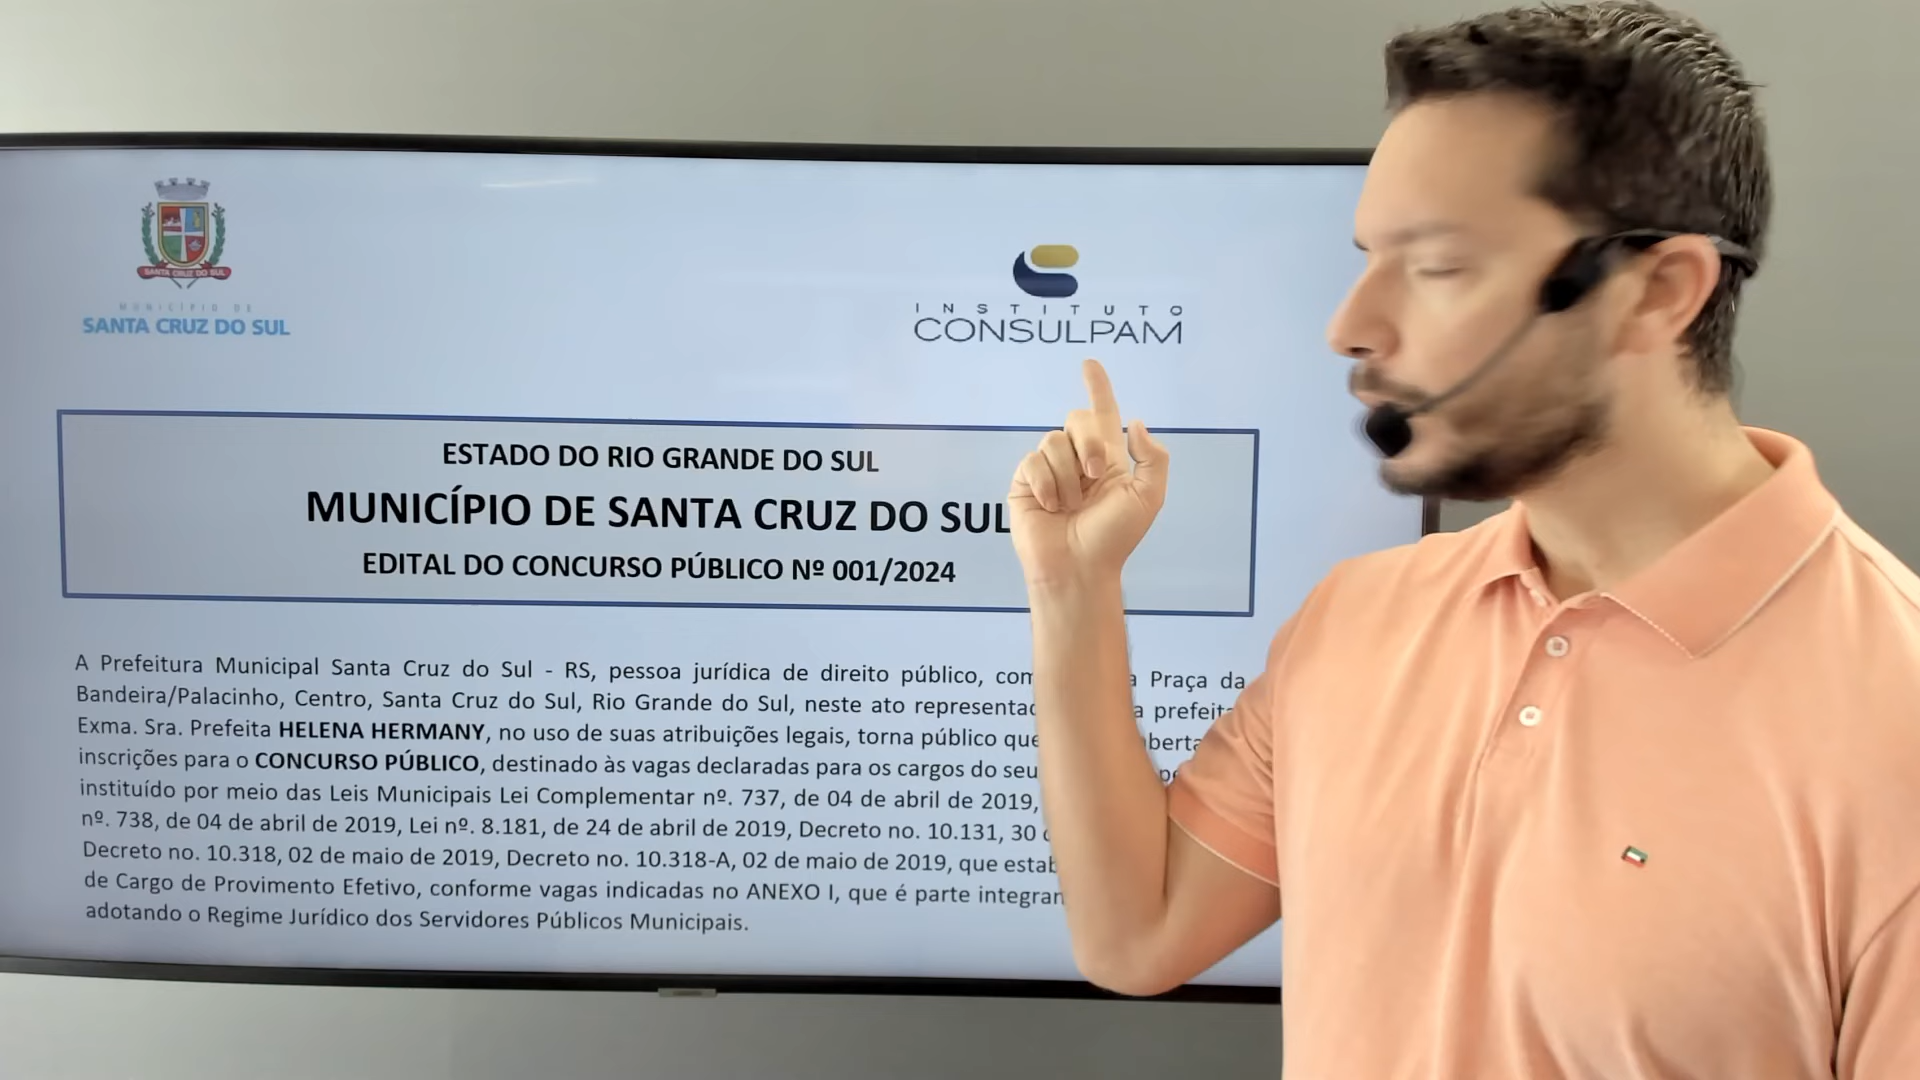 SANTA CRUZ DO SUL
MUNICÍPIO DE
SANTA CRUZ DO SUL
INSTITUTO
CONSULPAM
ESTADO DO RIO GRANDE DO SUL
MUNICÍPIO DE SANTA CRUZ DO SUL
EDITAL DO CONCURSO PÚBLICO Nº 001/2024
A Prefeitura Municipal Santa Cruz do Sul - RS, pessoa jurídica de direito público, com Praça da
Bandeira/Palacinho, Centro, Santa Cruz do Sul, Rio Grande do Sul, neste ato a
Exma. Sra. Prefeita HELENA HERMANY, no uso de suas atribuições legais, torna público que
inscrições para o CONCURSO PÚBLICO, destinado às vagas declaradas para os cargos do seu
instituído por meio das Leis Municipais Lei Complementar nº. 737, de 04 de abril de 2019,
nº. 738, de 04 de abril de 2019, Lei nº. 8.181, de 24 de abril de 2019, Decreto no. 10.131, 30
Decreto no. 10.318, 02 de maio de 2019, Decreto no. 10.318-A, 02 de maio de 2019, que
de Cargo de Provimento Efetivo, conforme vagas indicadas no ANEXO I, que é parte
adotando o Regime Jurídico dos Servidores Públicos Municipais.